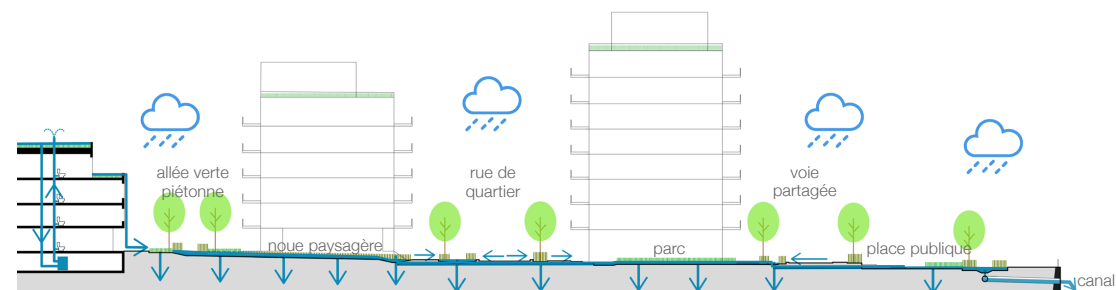 allée verte
piétonne
noue paysagère
rue de
quartier
parc
voie
partagée
place publique
canal